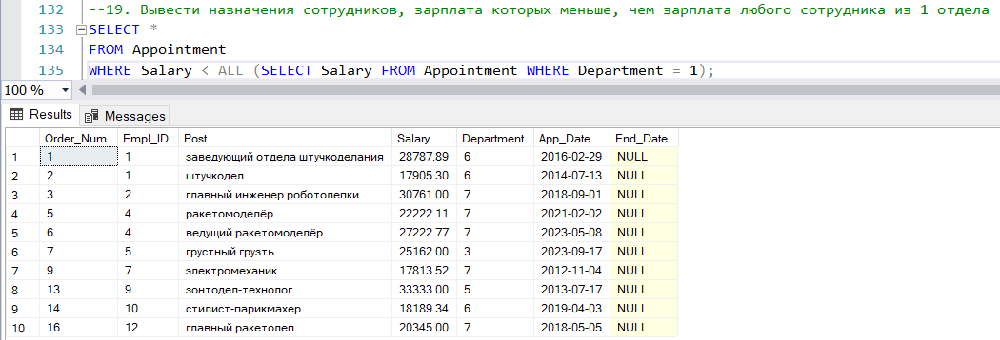 132 --19. Вывести назначения сотрудников, зарплата которых меньше, чем зарплата любого сотрудника из 1 отдела
133 SELECT *
134 FROM Appointment
135 WHERE Salary < ALL (SELECT Salary FROM Appointment WHERE Department = 1);
100 %
Results Messages
Order_Num Empl_ID Post Salary Department App_Date End_Date
1 1 1 заведующий отдела штучкоделания 28787.89 6 2016-02-29 NULL
2 2 1 штучкодел 17905.30 6 2014-07-13 NULL
3 3 2 главный инженер роботолепки 30761.00 7 2018-09-01 NULL
4 5 4 ракетомоделёр 22222.11 7 2021-02-02 NULL
5 6 4 ведущий ракетомоделёр 27222.77 7 2023-05-08 NULL
6 7 5 грустный груэть 25162.00 3 2023-09-17 NULL
7 9 7 электромеханик 17813.52 7 2012-11-04 NULL
8 13 9 зонтодел-технолог 33333.00 5 2013-07-17 NULL
9 14 10 стилист-парикмахер 18189.34 6 2019-04-03 NULL
10 16 12 главный ракетолеп 20345.00 7 2018-05-05 NULL